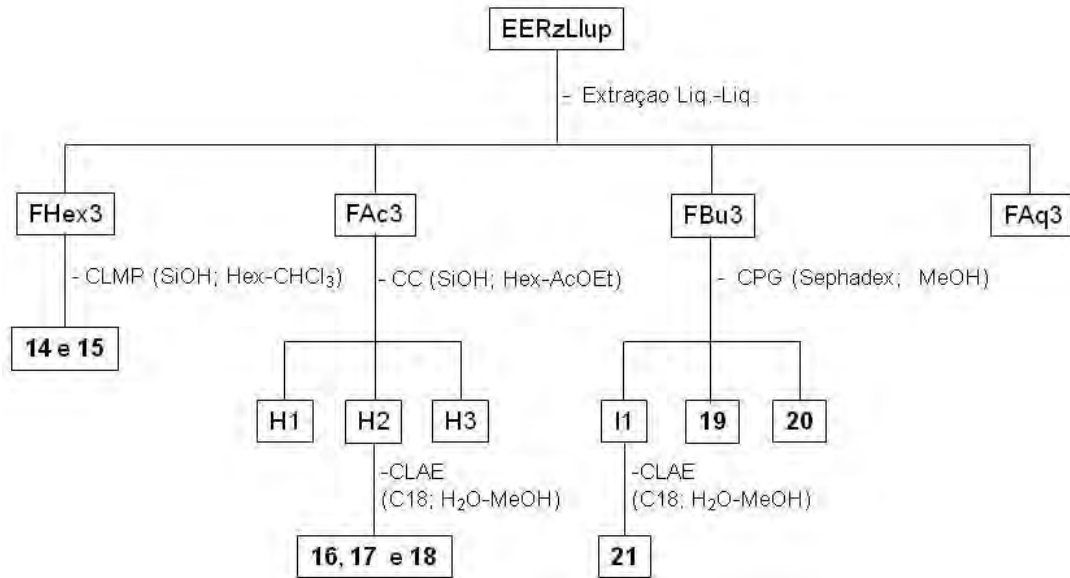 EERzLlup
- Extraçao Liq.-Liq
FHex3
FAc3
FBu3
FAq3
- CLMP (SiOH; Hex-CHCl₃)
- CC (SiOH; Hex-AcOEt)
- CPG (Sephadex; MeOH)
14 e 15
H1
H2
H3
I1
19
20
-CLAE
(C18; H₂O-MeOH)
-CLAE
(C18; H₂O-MeOH)
16, 17 e 18
21